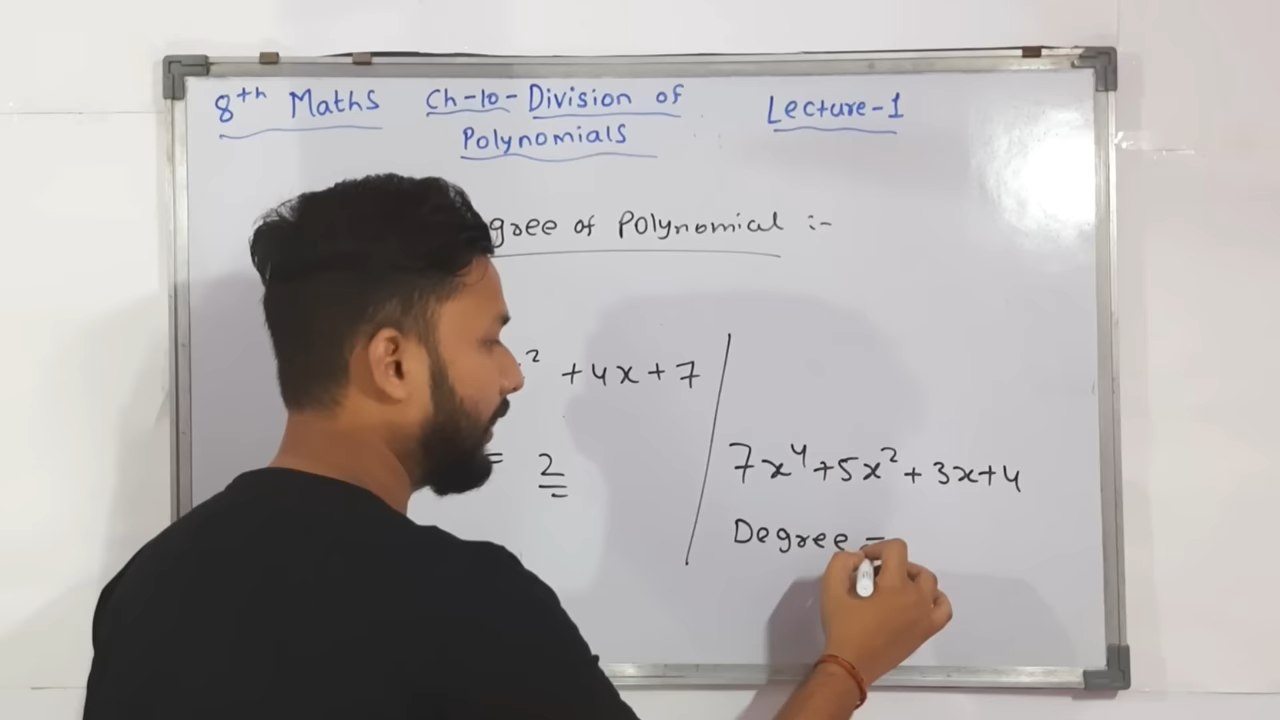 8th Maths Ch-10-Division of Polynomials Lecture-1
gree of Polynomial :-
² +4x+7
= 2
7x⁴+5x²+3x+4
Degree =